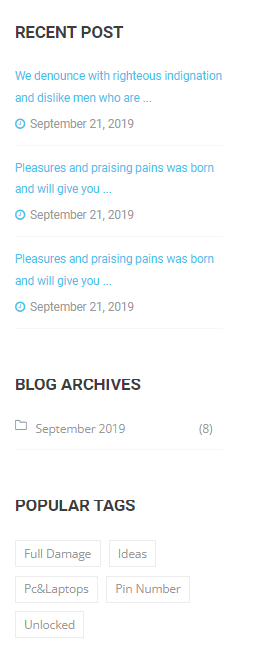 RECENT POST
We denounce with righteous indignation
and dislike men who are ...
September 21, 2019
Pleasures and praising pains was born
and will give you ...
September 21, 2019
Pleasures and praising pains was born
and will give you ...
September 21, 2019
BLOG ARCHIVES
September 2019 (8)
POPULAR TAGS
Full Damage Ideas
Pc&Laptops Pin Number
Unlocked